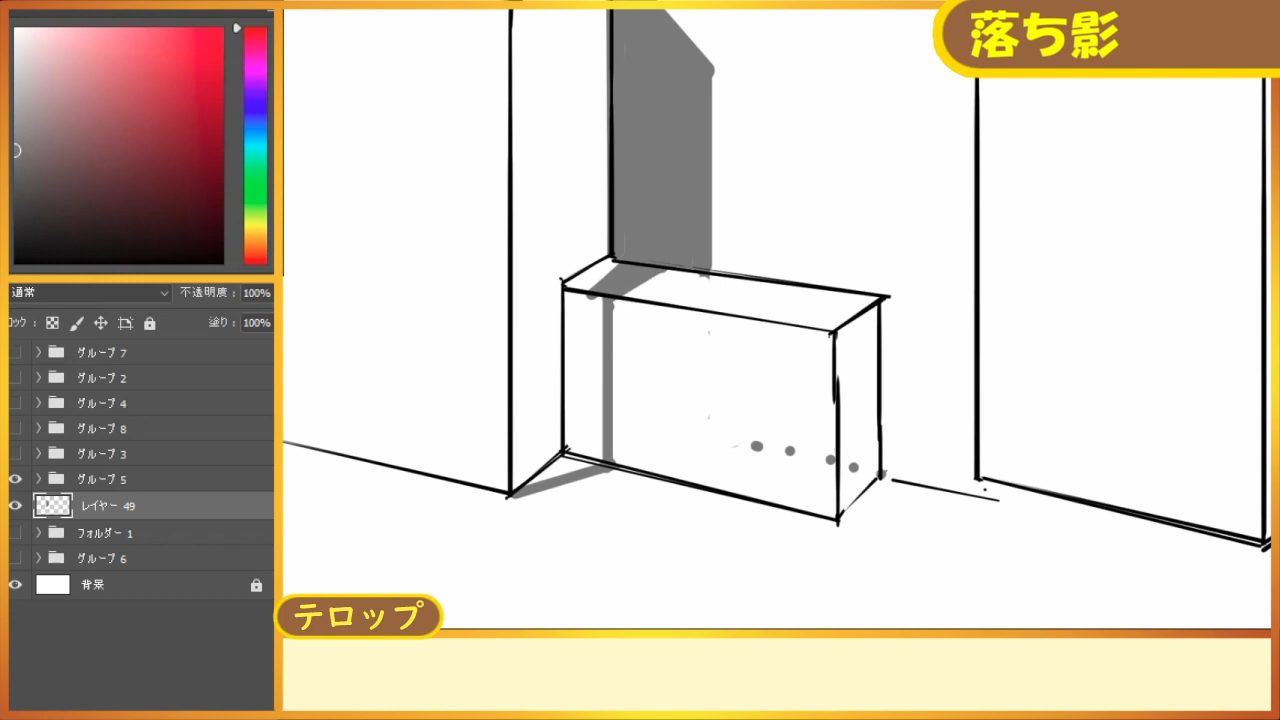 落ち影
通常 不透明度: 100%
ロック: 塗り: 100%
グループ 7
グループ 2
グループ 4
グループ 8
グループ 3
グループ 5
レイヤー 49
フォルダー 1
グループ 6
背景
テロップ